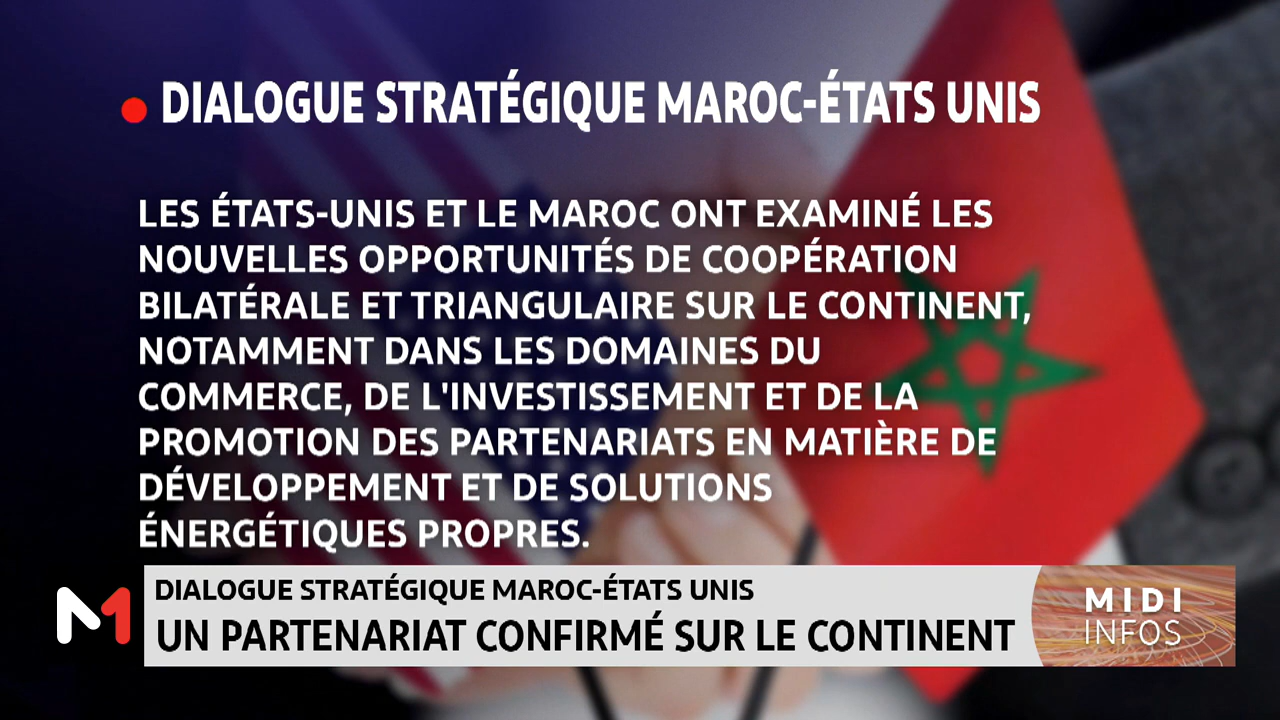 DIALOGUE STRATÉGIQUE MAROC-ÉTATS UNIS
LES ÉTATS-UNIS ET LE MAROC ONT EXAMINÉ LES
NOUVELLES OPPORTUNITÉS DE COOPÉRATION
BILATÉRALE ET TRIANGULAIRE SUR LE CONTINENT,
NOTAMMENT DANS LES DOMAINES DU
COMMERCE, DE L'INVESTISSEMENT ET DE LA
PROMOTION DES PARTENARIATS EN MATIÈRE DE
DÉVELOPPEMENT ET DE SOLUTIONS
ÉNERGÉTIQUES PROPRES.
DIALOGUE STRATÉGIQUE MAROC-ÉTATS UNIS
UN PARTENARIAT CONFIRMÉ SUR LE CONTINENT
M1
MIDI
INFOS